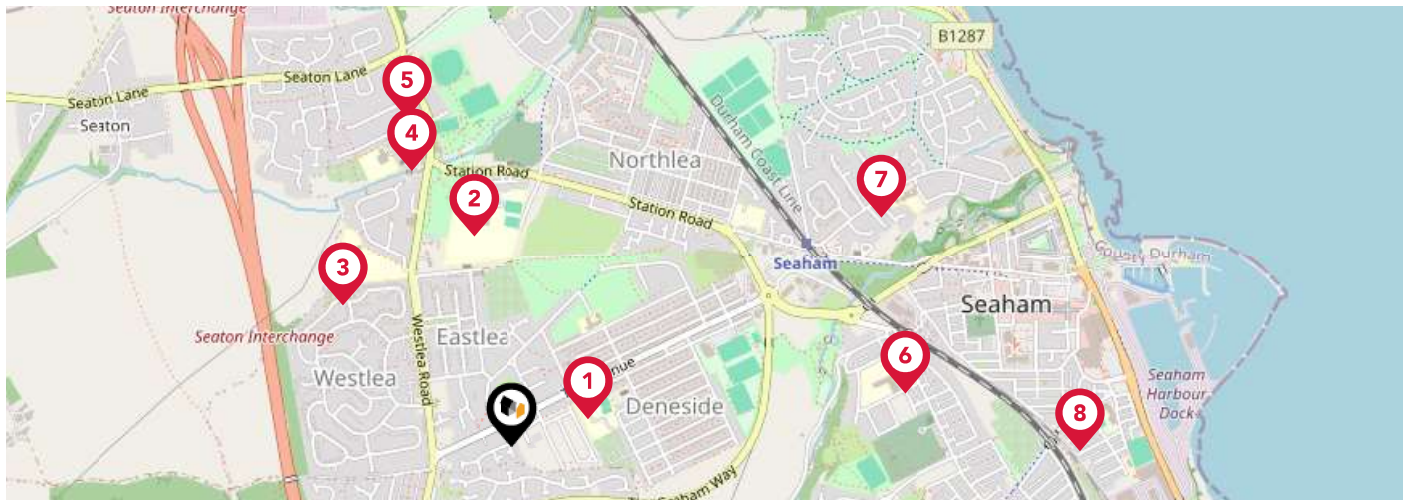 Seaton Interchange
B1287
Seaton Lane
Seaton Lane
Seaton
5
4
Station Road
2
Northlea
Station Road
Durham Coast Line
7
Seaham
County Durham
3
Seaton Interchange
Eastlea
Westlea Road
Westlea
1
Deneside
6
Seaham
8
Seaham
Harbour
Dock